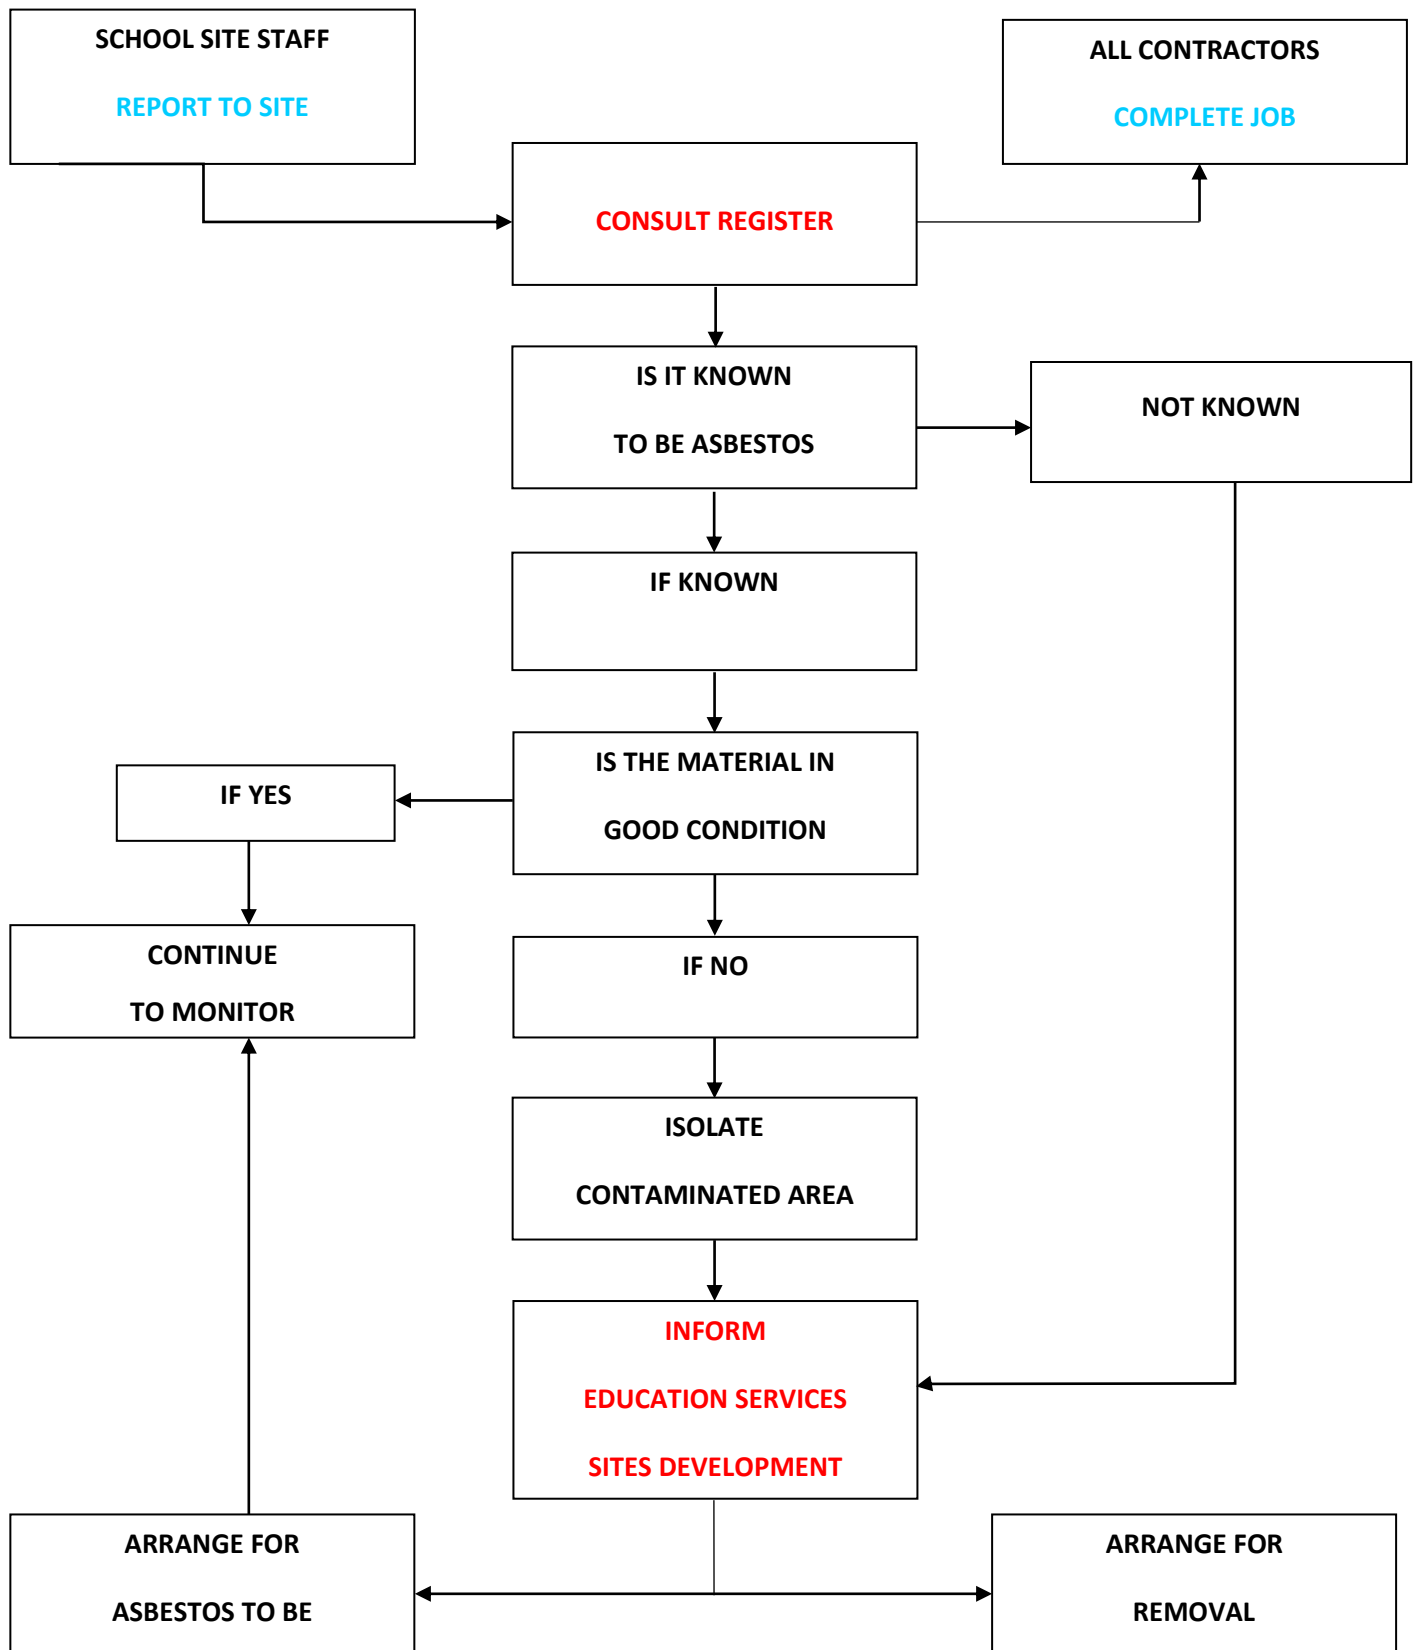 SCHOOL SITE STAFF
REPORT TO SITE
ALL CONTRACTORS
COMPLETE JOB
CONSULT REGISTER
IS IT KNOWN
TO BE ASBESTOS
NOT KNOWN
IF KNOWN
IS THE MATERIAL IN
GOOD CONDITION
IF YES
CONTINUE
TO MONITOR
IF NO
ISOLATE
CONTAMINATED AREA
INFORM
EDUCATION SERVICES
SITES DEVELOPMENT
ARRANGE FOR
ASBESTOS TO BE
ARRANGE FOR
REMOVAL